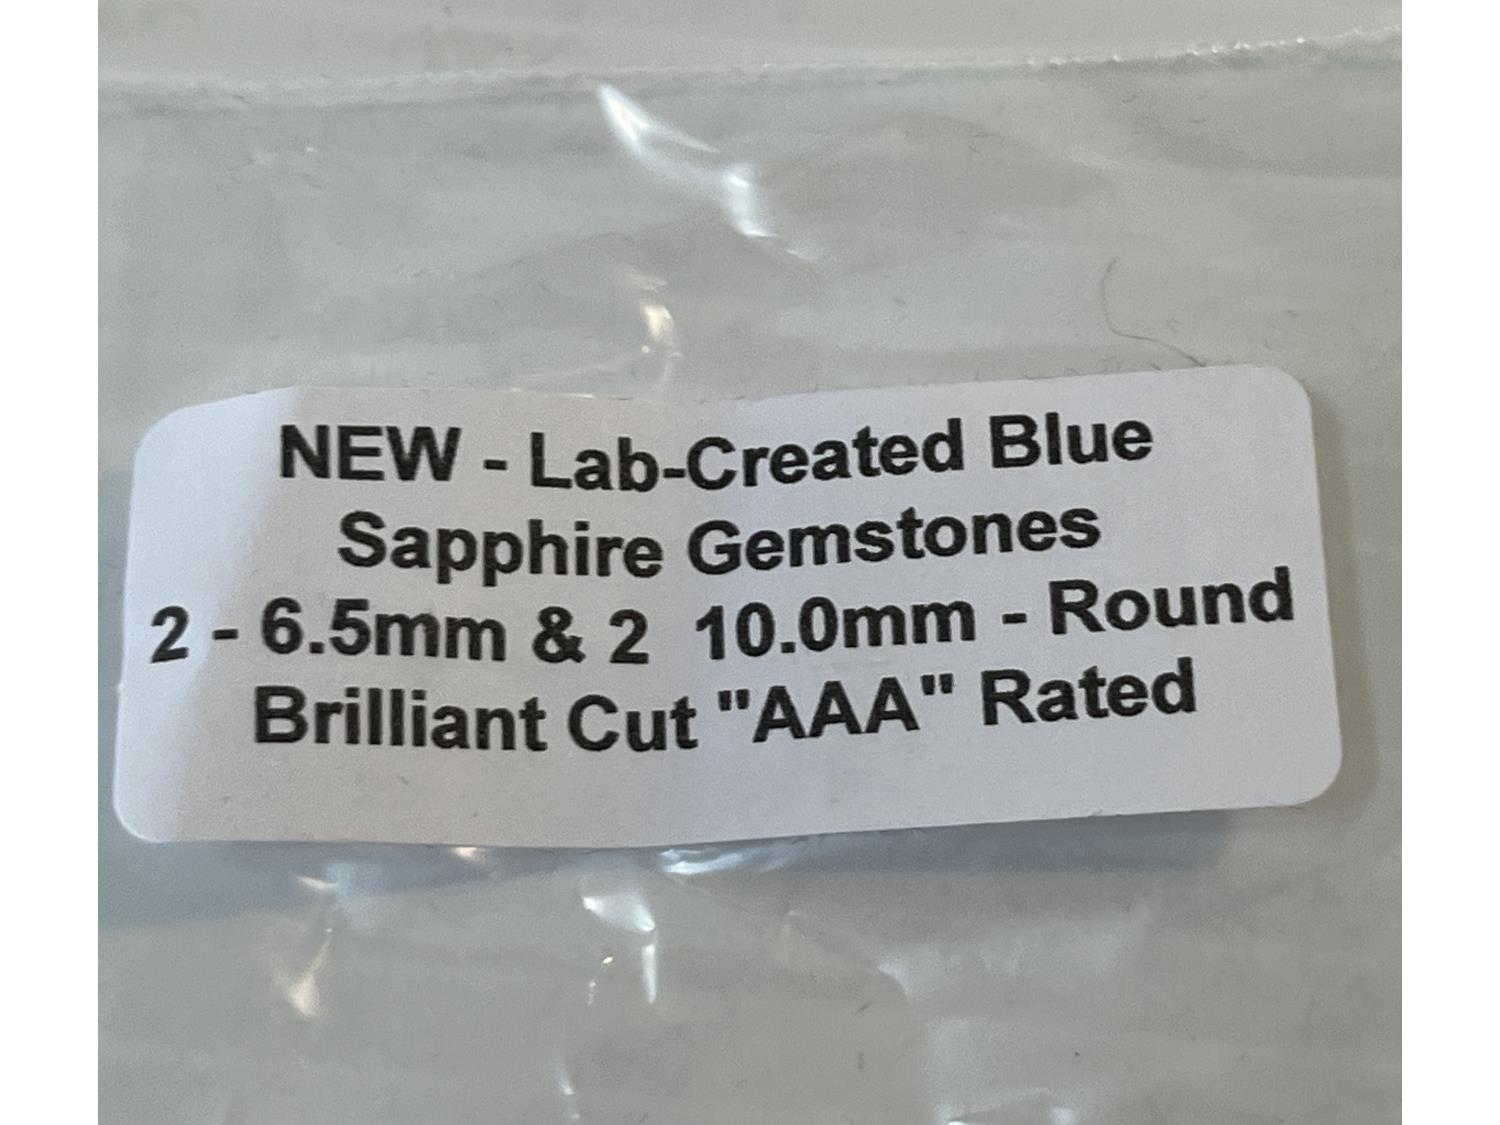 NEW - Lab-Created Blue
Sapphire Gemstones
2 - 6.5mm & 2  10.0mm - Round
Brilliant Cut "AAA" Rated